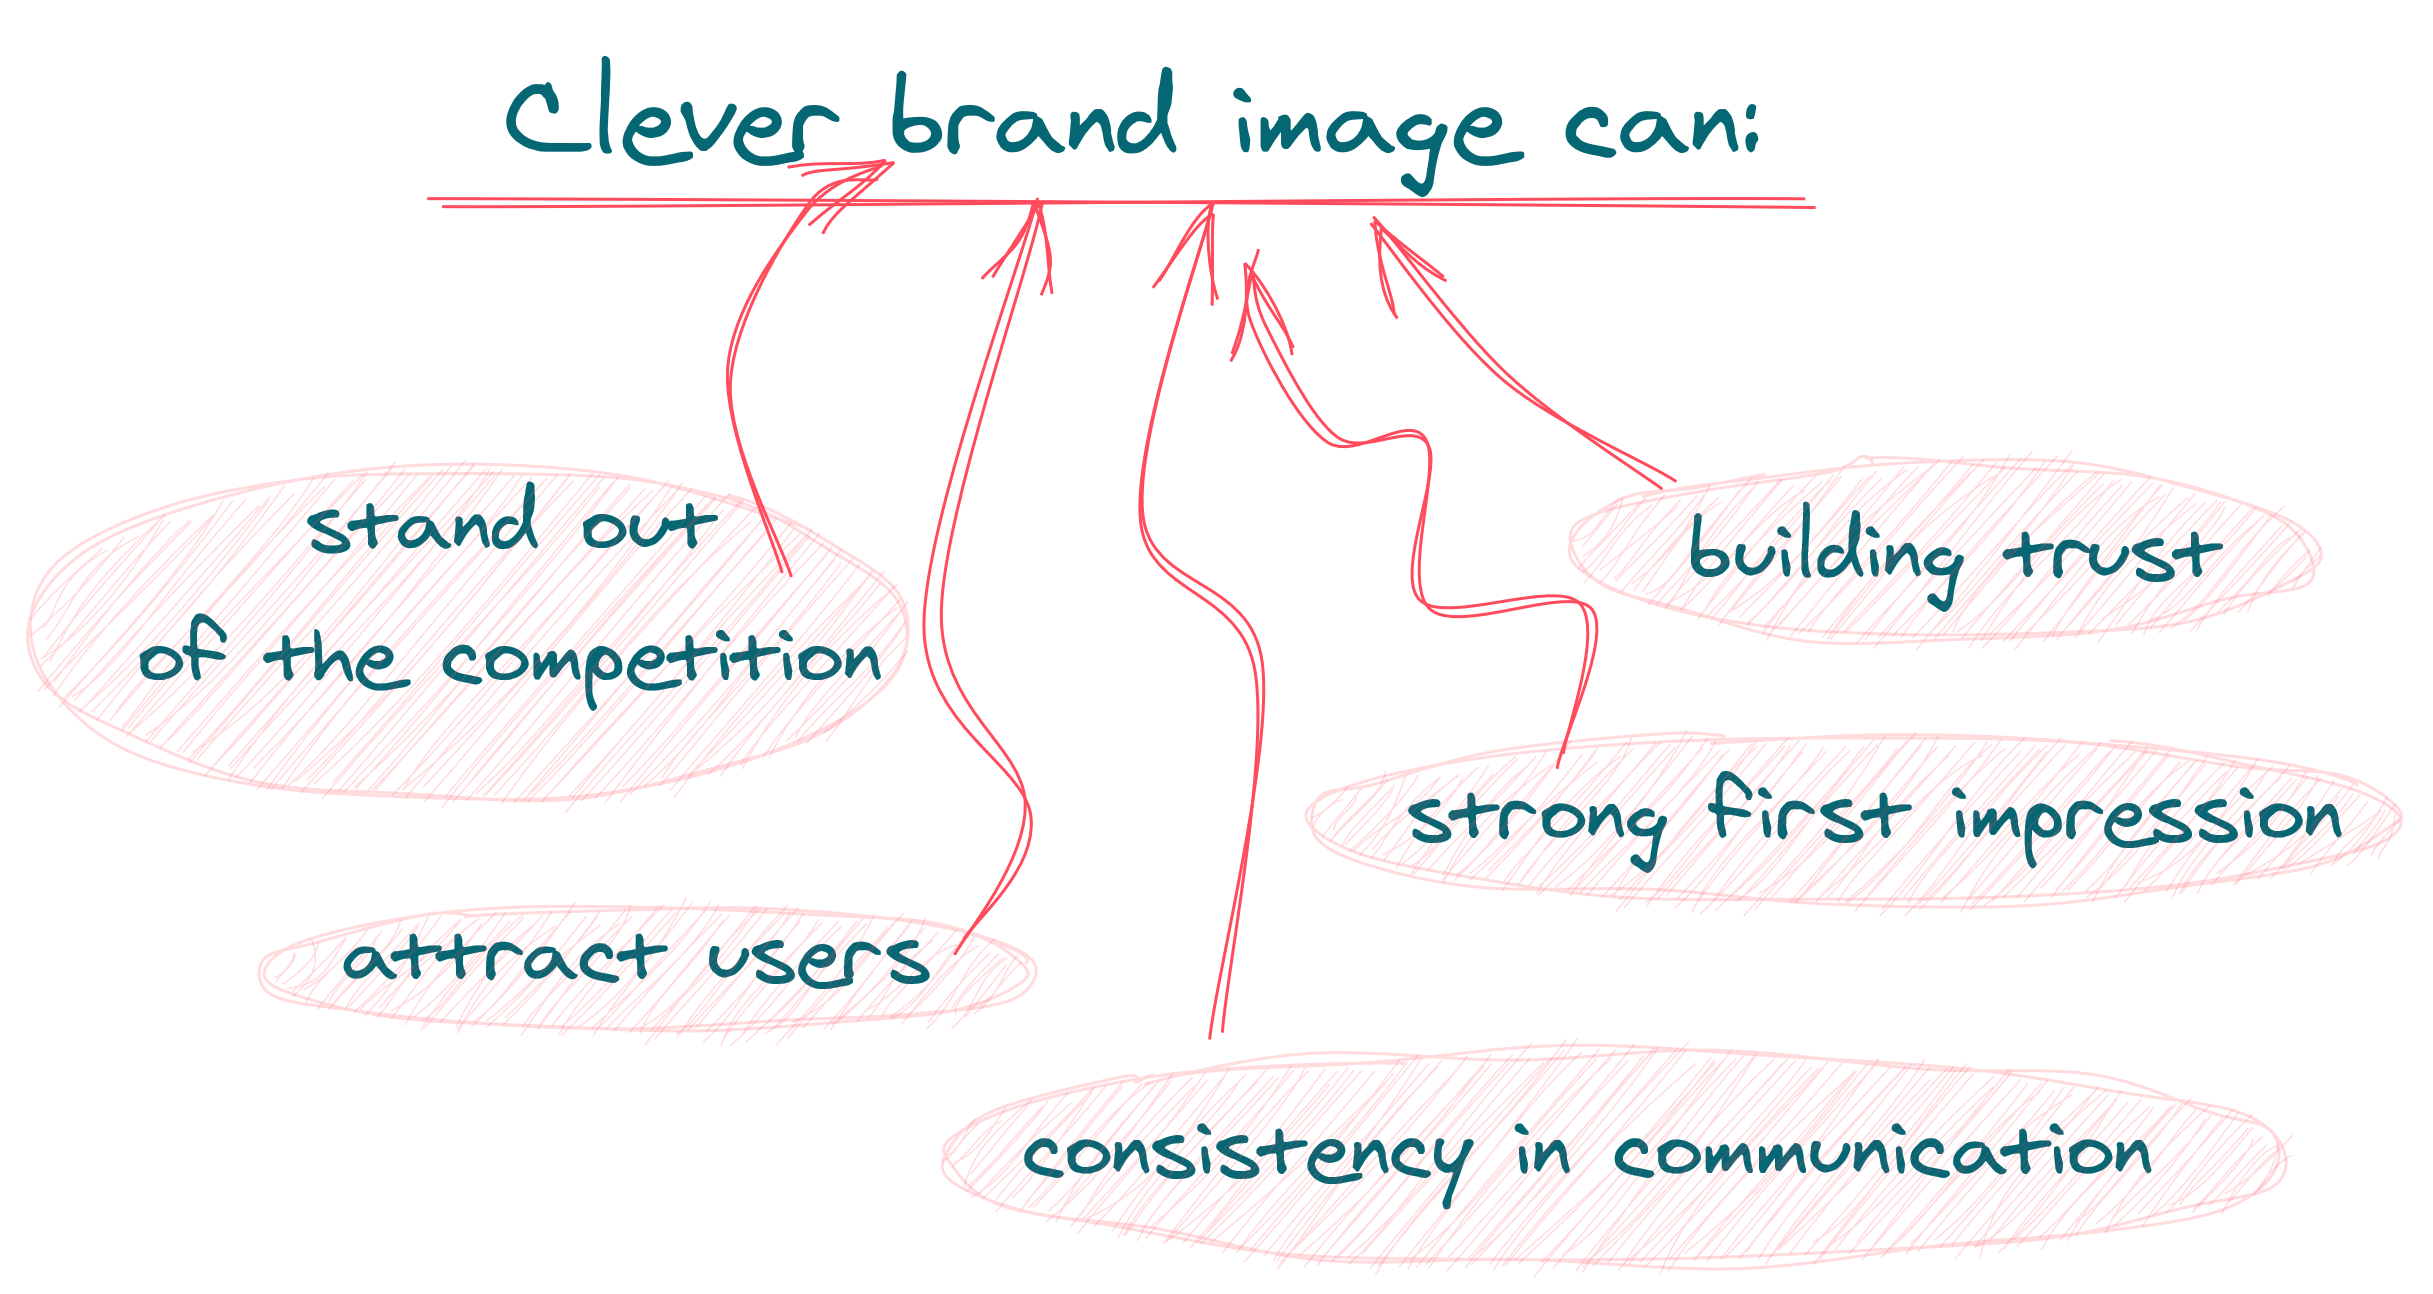 Clever brand image can:
stand out
of the competition
building trust
strong first impression
attract users
consistency in communication